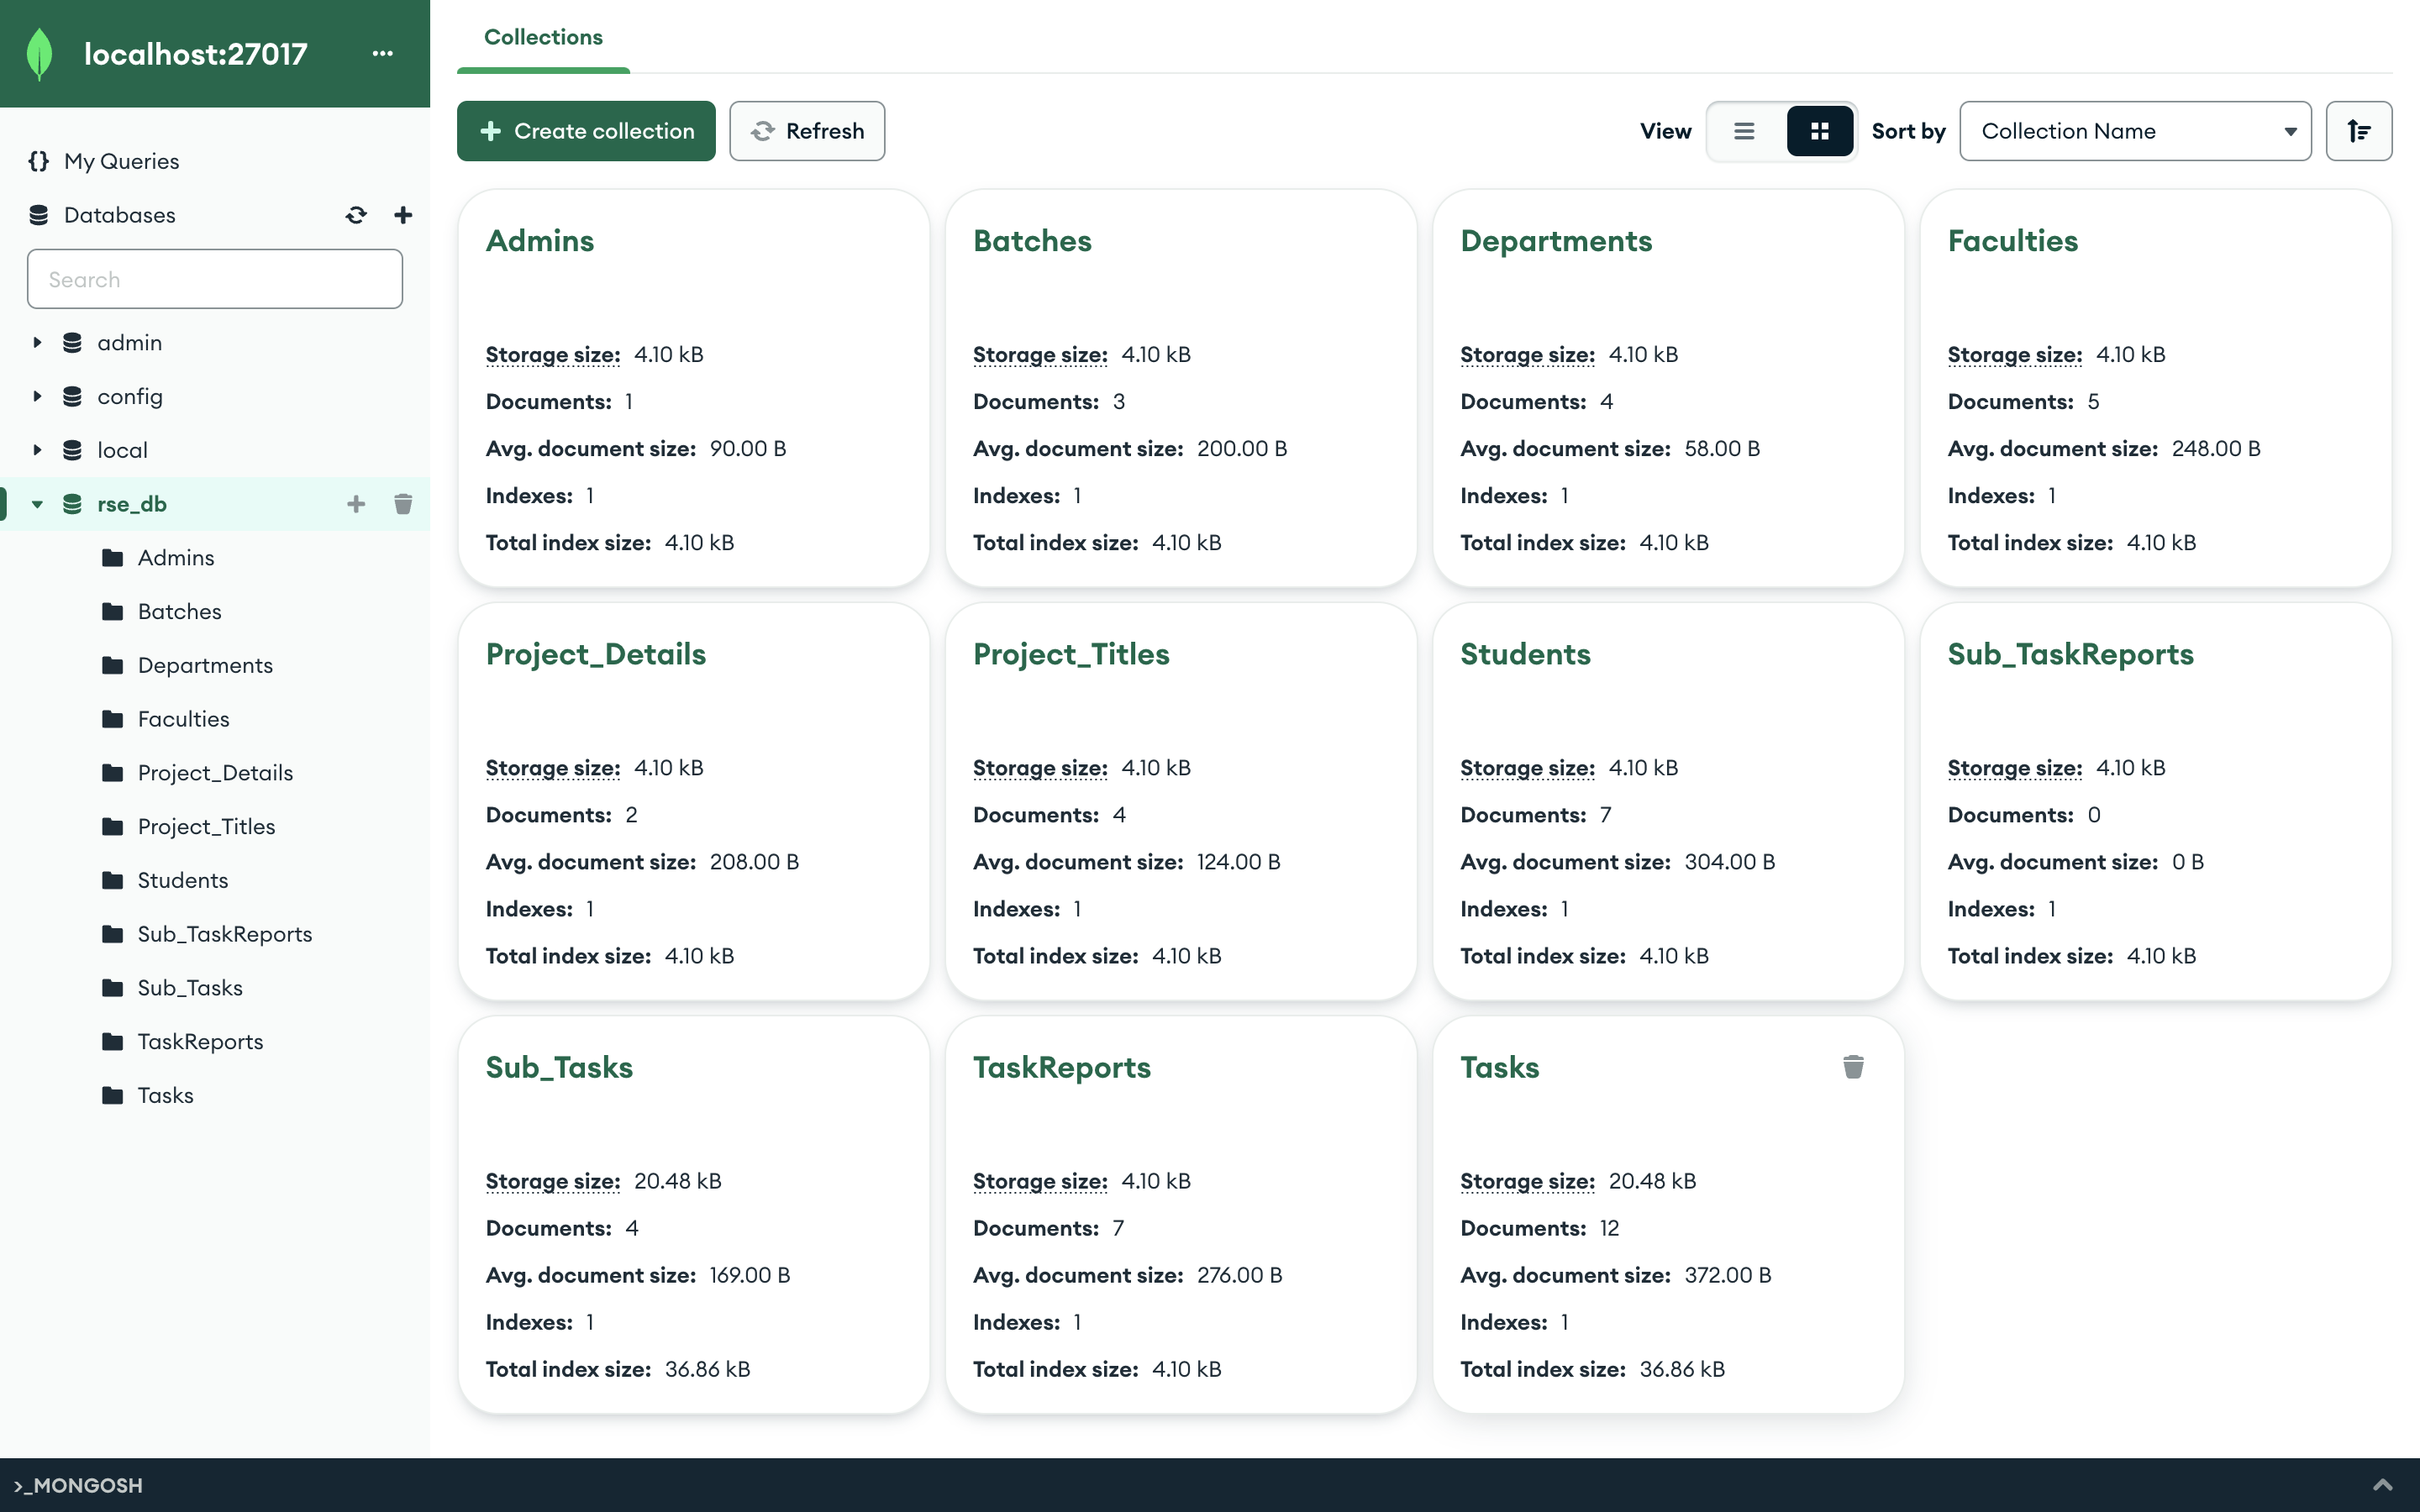 localhost:27017
My Queries
Databases
Search
admin
config
local
rse_db
Admins
Batches
Departments
Faculties
Project_Details
Project_Titles
Students
Sub_TaskReports
Sub_Tasks
TaskReports
Tasks
Collections
Create collection
Refresh
View
Sort by
Collection Name
Admins
Storage size: 4.10 kB
Documents: 1
Avg. document size: 90.00 B
Indexes: 1
Total index size: 4.10 kB
Batches
Storage size: 4.10 kB
Documents: 3
Avg. document size: 200.00 B
Indexes: 1
Total index size: 4.10 kB
Departments
Storage size: 4.10 kB
Documents: 4
Avg. document size: 58.00 B
Indexes: 1
Total index size: 4.10 kB
Faculties
Storage size: 4.10 kB
Documents: 5
Avg. document size: 248.00 B
Indexes: 1
Total index size: 4.10 kB
Project_Details
Storage size: 4.10 kB
Documents: 2
Avg. document size: 208.00 B
Indexes: 1
Total index size: 4.10 kB
Project_Titles
Storage size: 4.10 kB
Documents: 4
Avg. document size: 124.00 B
Indexes: 1
Total index size: 4.10 kB
Students
Storage size: 4.10 kB
Documents: 7
Avg. document size: 304.00 B
Indexes: 1
Total index size: 4.10 kB
Sub_TaskReports
Storage size: 4.10 kB
Documents: 0
Avg. document size: 0 B
Indexes: 1
Total index size: 4.10 kB
Sub_Tasks
Storage size: 20.48 kB
Documents: 4
Avg. document size: 169.00 B
Indexes: 1
Total index size: 36.86 kB
TaskReports
Storage size: 4.10 kB
Documents: 7
Avg. document size: 276.00 B
Indexes: 1
Total index size: 4.10 kB
Tasks
Storage size: 20.48 kB
Documents: 12
Avg. document size: 372.00 B
Indexes: 1
Total index size: 36.86 kB
>_MONGOSH